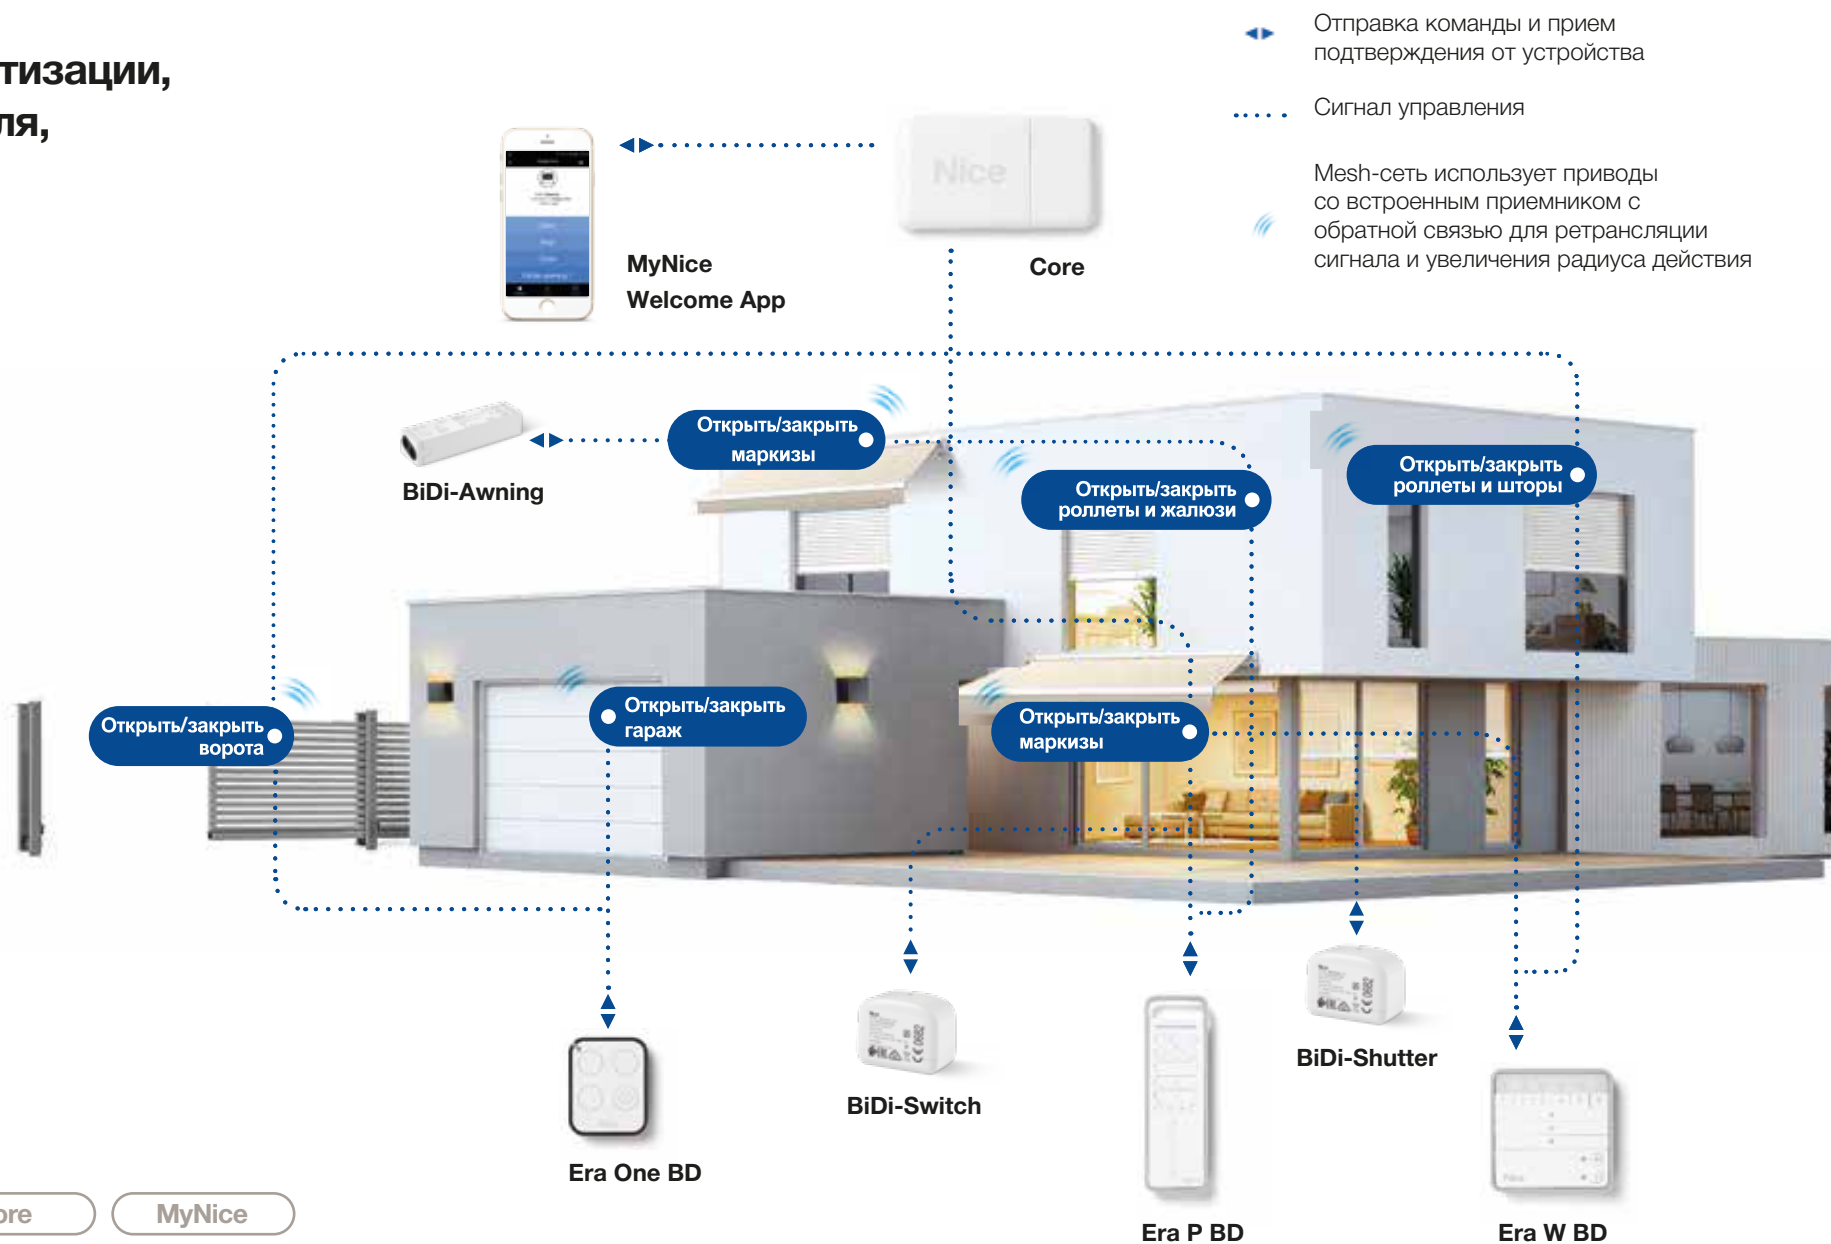 тизации,
ля,
Отправка команды и прием
подтверждения от устройства
Сигнал управления
Mesh-сеть использует приводы
со встроенным приемником с
обратной связью для ретрансляции
сигнала и увеличения радиуса действия
Nice
MyNice
Welcome App
Core
Открыть/закрыть
маркизы
BiDi-Awning
Открыть/закрыть
роллеты и жалюзи
Открыть/закрыть
роллеты и шторы
Открыть/закрыть
ворота
Открыть/закрыть
гараж
Открыть/закрыть
маркизы
BiDi-Switch
BiDi-Shutter
Era One BD
Era P BD
Era W BD
ore
MyNice